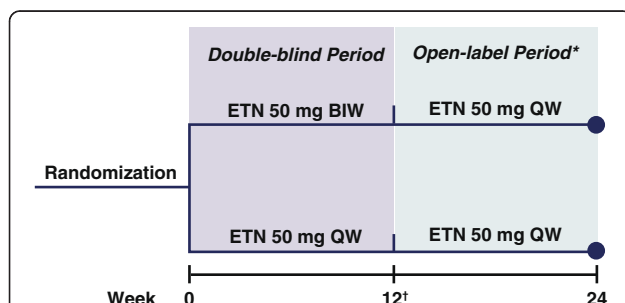 Double-blind Period Open-label Period*
ETN 50 mg BIW ETN 50 mg QW
Randomization
ETN 50 mg QW ETN 50 mg QW
Week 0 12† 24